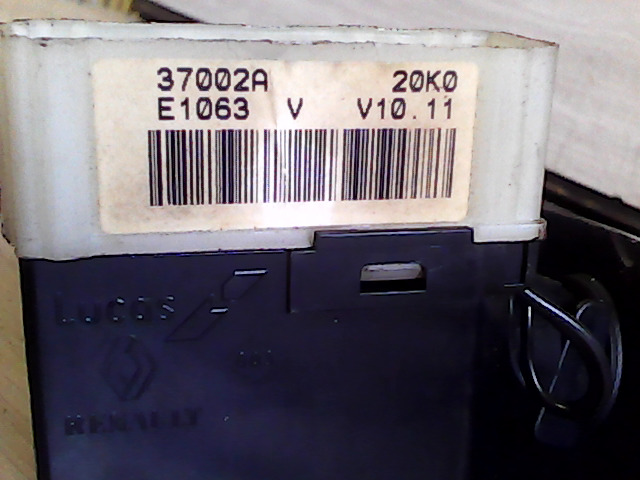 37002A 20K0
E1063 V V10.11
Lucas
RENAULT